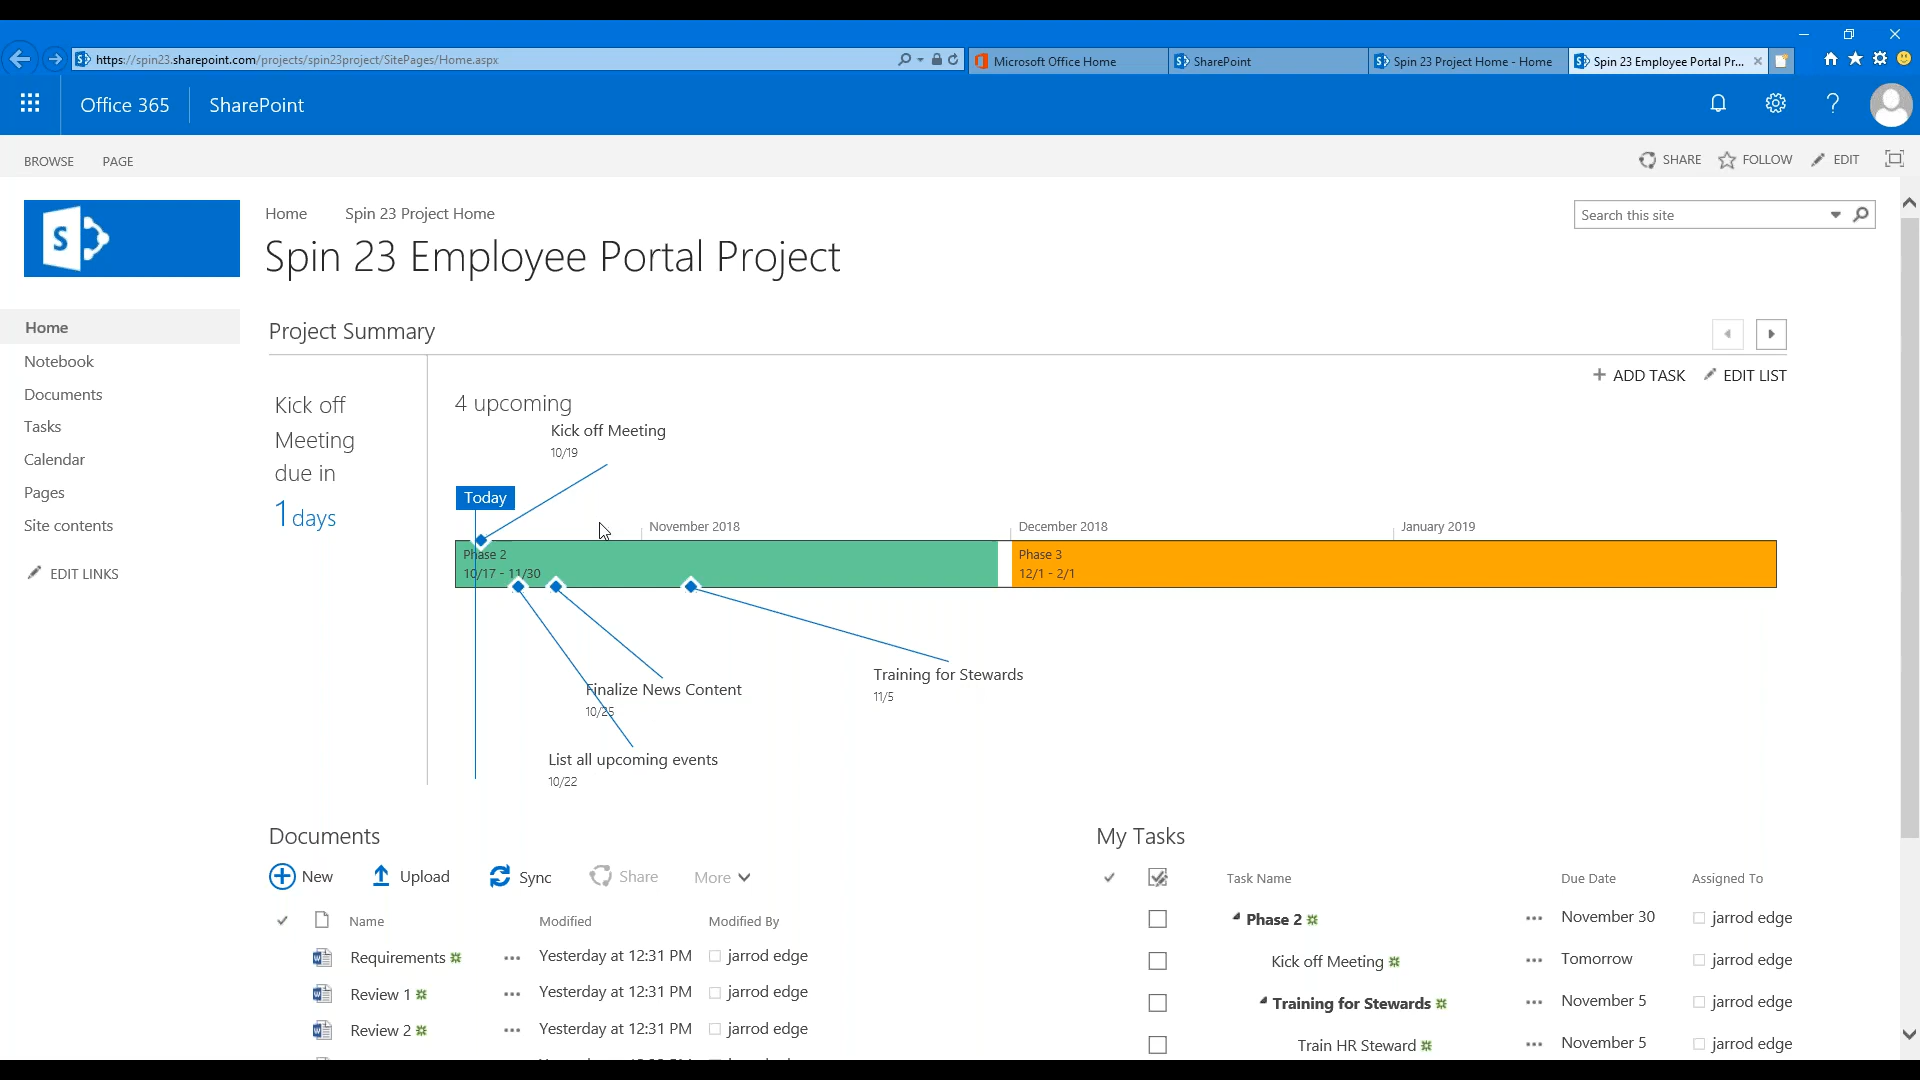 https://spin23.sharepoint.com/projects/spin23project/SitePages/Home.aspx
Microsoft Office Home
SharePoint
Spin 23 Project Home - Home
Spin 23 Employee Portal Pr...
Office 365
SharePoint
?
BROWSE
PAGE
SHARE
FOLLOW
EDIT
S
Home
Spin 23 Project Home
Search this site
Spin 23 Employee Portal Project
Home
Notebook
Documents
Tasks
Calendar
Pages
Site contents
EDIT LINKS
Project Summary
+ ADD TASK
EDIT LIST
Kick off
Meeting
due in
1 days
4 upcoming
Kick off Meeting
10/19
Today
November 2018
December 2018
January 2019
Phase 2
10/17 - 11/30
Phase 3
12/1 - 2/1
Training for Stewards
11/5
Finalize News Content
10/25
List all upcoming events
10/22
Documents
New
Upload
Sync
Share
More
Name
Modified
Modified By
Requirements
...
Yesterday at 12:31 PM
jarrod edge
Review 1
...
Yesterday at 12:31 PM
jarrod edge
Review 2
...
Yesterday at 12:31 PM
jarrod edge
My Tasks
Task Name
Due Date
Assigned To
Phase 2
...
November 30
jarrod edge
Kick off Meeting
...
Tomorrow
jarrod edge
Training for Stewards
...
November 5
jarrod edge
Train HR Steward
...
November 5
jarrod edge